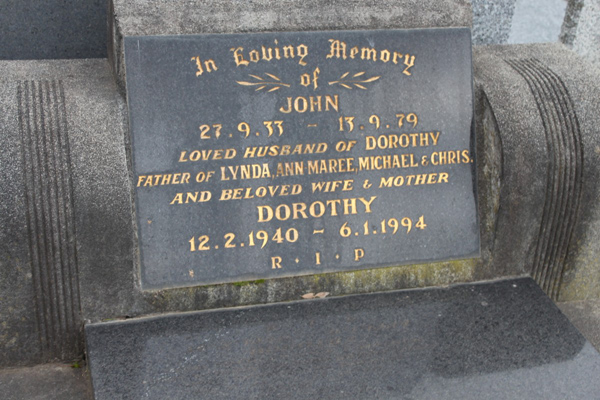 In Loving Memory
of
JOHN
27.9.33 - 13.9.79
LOVED HUSBAND OF DOROTHY
FATHER OF LYNDA, ANN-MAREE, MICHAEL & CHRIS.
AND BELOVED WIFE & MOTHER
DOROTHY
12.2.1940 - 6.1.1994
R · I · P